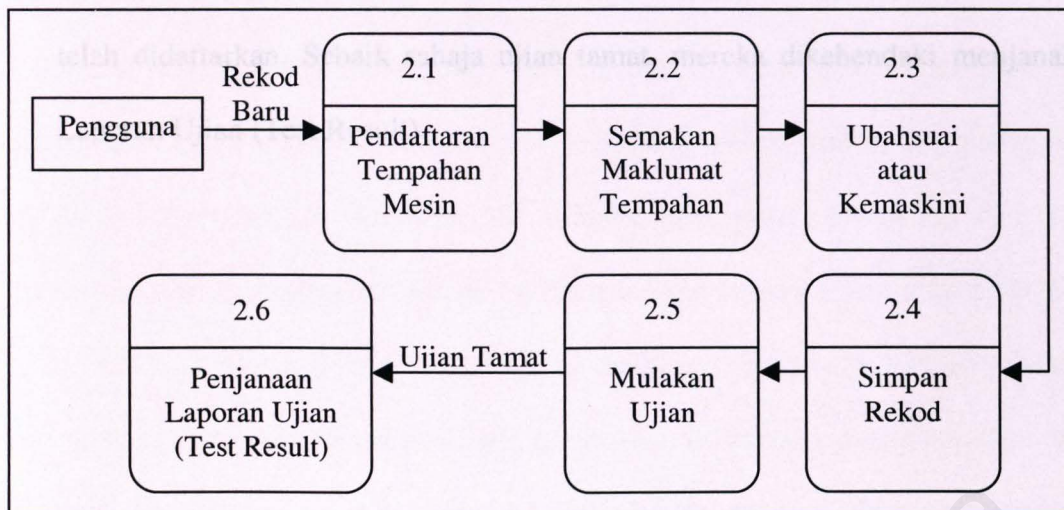 telah didaftarkan. Sebaik sahaja ujian tamat, mereka dikehendaki menjana
Pengguna
Rekod
Baru
2.1
Pendaftaran
Tempahan
Mesin
2.2
Semakan
Maklumat
Tempahan
2.3
Ubahsuai
atau
Kemaskini
2.4
Simpan
Rekod
2.5
Mulakan
Ujian
Ujian Tamat
2.6
Penjanaan
Laporan Ujian
(Test Result)